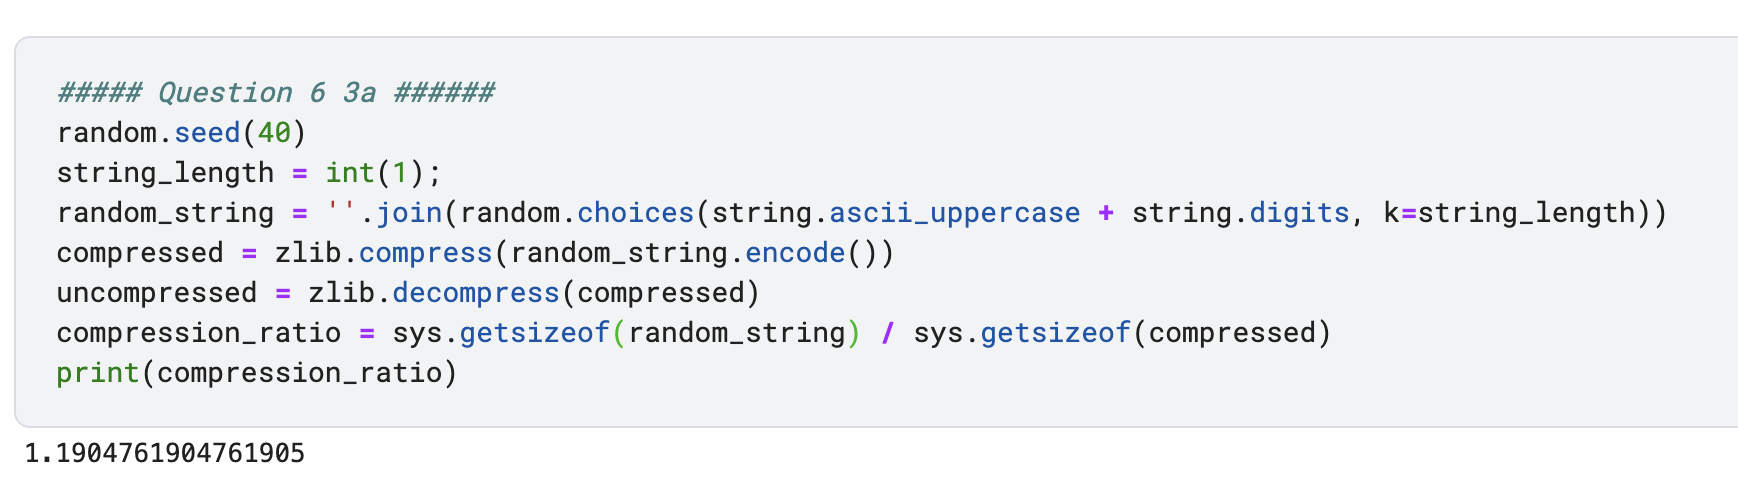 ##### Question 6 3a ######
random.seed(40)
string_length = int(1);
random_string = ''.join(random.choices(string.ascii_uppercase + string.digits, k=string_length))
compressed = zlib.compress(random_string.encode())
uncompressed = zlib.decompress(compressed)
compression_ratio = sys.getsizeof(random_string) / sys.getsizeof(compressed)
print(compression_ratio)
1.1904761904761905